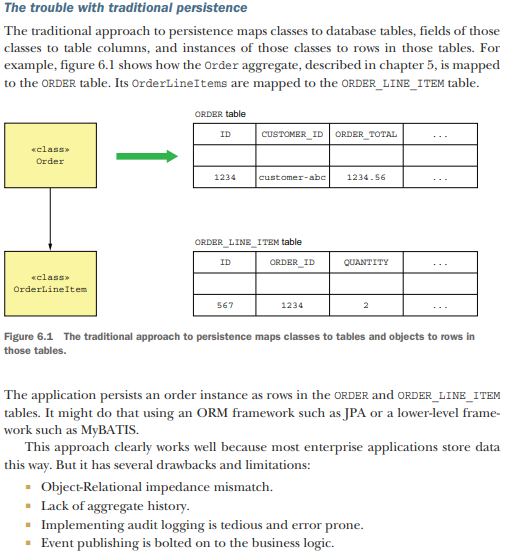 The trouble with traditional persistence
The traditional approach to persistence maps classes to database tables, fields of those
classes to table columns, and instances of those classes to rows in those tables. For
example, figure 6.1 shows how the Order aggregate, described in chapter 5, is mapped
to the ORDER table. Its OrderLineItems are mapped to the ORDER_LINE_ITEM table.
ORDER table
ID CUSTOMER_ID ORDER_TOTAL ...
1234 customer-abc 1234.56 ...
«class»
Order
ORDER_LINE_ITEM table
ID ORDER_ID QUANTITY ...
567 1234 2 ...
«class»
OrderLineItem
Figure 6.1 The traditional approach to persistence maps classes to tables and objects to rows in
those tables.
The application persists an order instance as rows in the ORDER and ORDER_LINE_ITEM
tables. It might do that using an ORM framework such as JPA or a lower-level frame-
work such as MyBATIS.
This approach clearly works well because most enterprise applications store data
this way. But it has several drawbacks and limitations:
▪ Object-Relational impedance mismatch.
▪ Lack of aggregate history.
▪ Implementing audit logging is tedious and error prone.
▪ Event publishing is bolted on to the business logic.